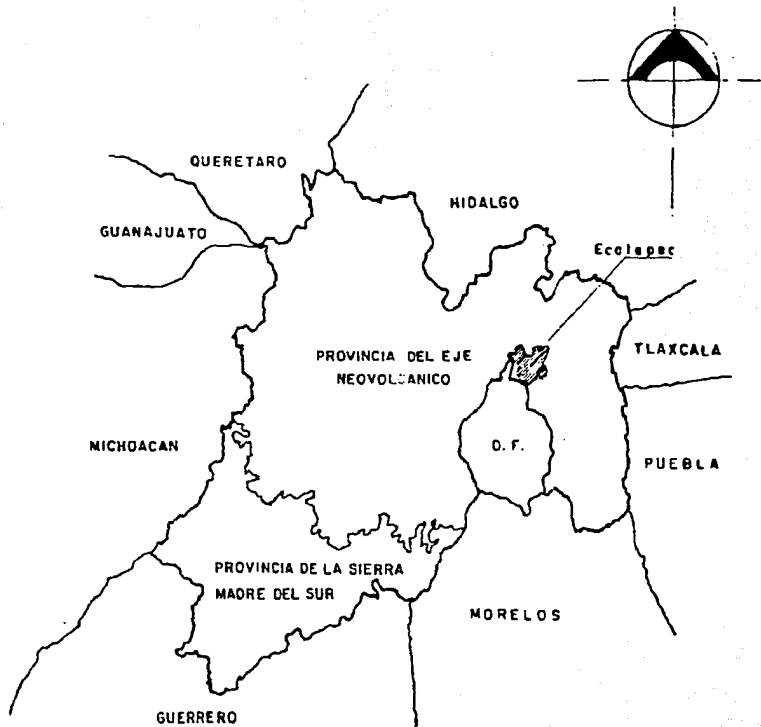 QUERETARO
HIDALGO
GUANAJUATO
Ecatepec
PROVINCIA DEL EJE
NEOVOLCANICO
TLAXCALA
MICHOACAN
D. F.
PUEBLA
PROVINCIA DE LA SIERRA
MADRE DEL SUR
MORELOS
GUERRERO